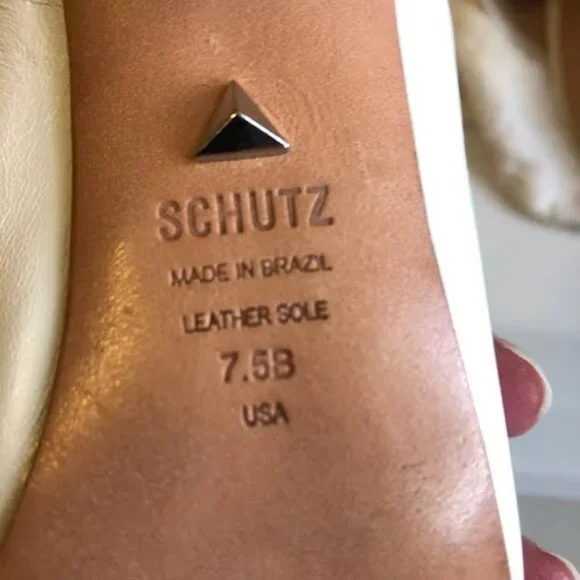 SCHUTZ
MADE IN BRAZIL
LEATHER SOLE
7.5B
USA